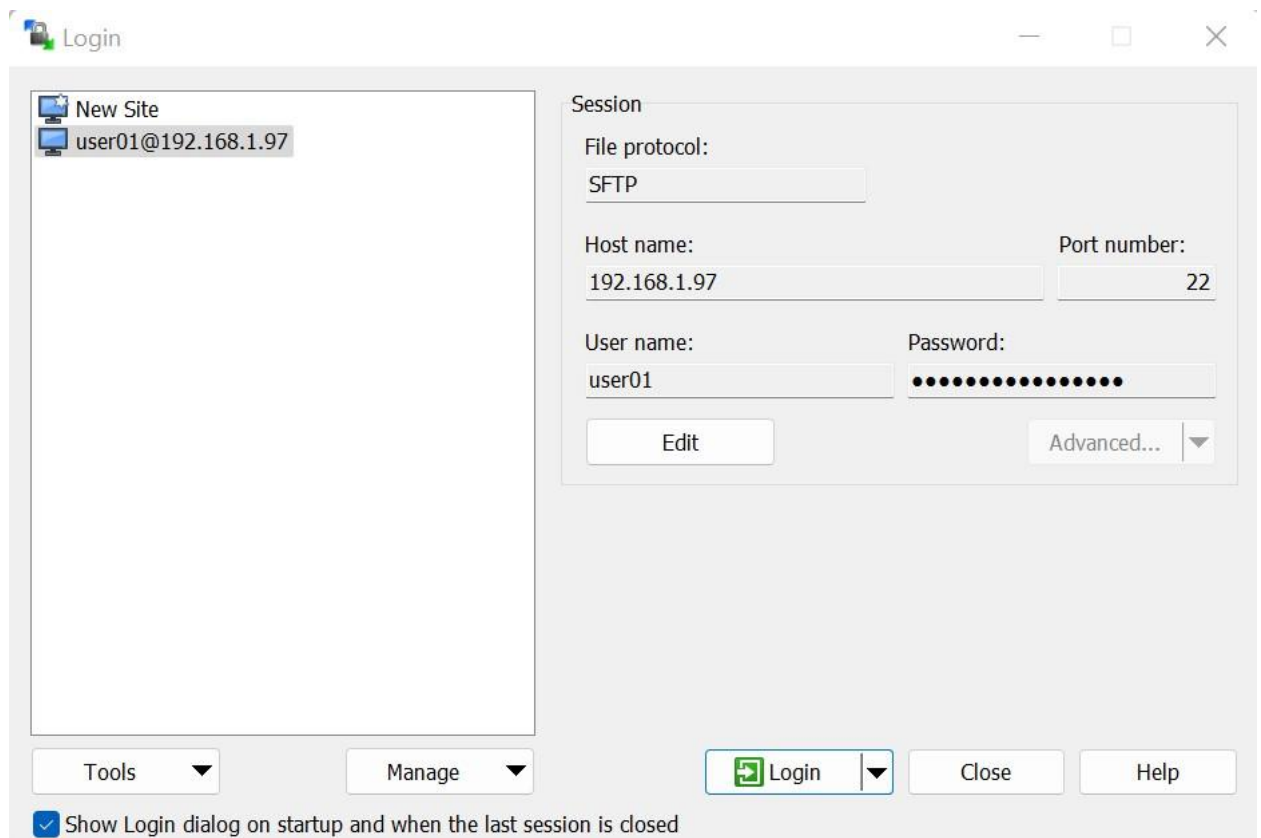 Login
New Site
user01@192.168.1.97
Session
File protocol:
SFTP
Host name:
Port number:
192.168.1.97
22
User name:
Password:
user01
••••••••••••••••
Edit
Advanced...
Tools
Manage
Login
Close
Help
Show Login dialog on startup and when the last session is closed